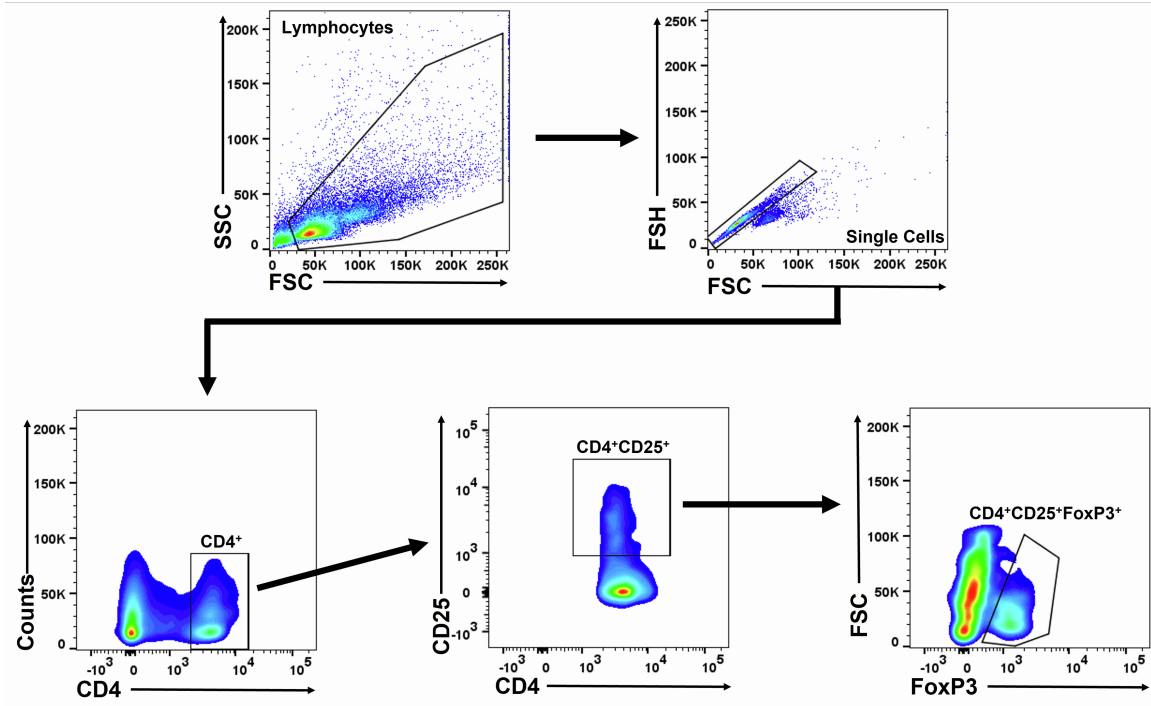 Lymphocytes
200K
150K
100K
50K
0
SSC
0 50K 100K 150K 200K 250K
FSC
250K
200K
150K
100K
50K
0
FSH
Single Cells
0 50K 100K 150K 200K 250K
FSC
200K
150K
100K
50K
0
Counts
CD4⁺
-10³ 0 10³ 10⁴ 10⁵
CD4
10⁵
10⁴
10³
0
-10³
CD25
CD4⁺CD25⁺
-10³ 0 10³ 10⁴ 10⁵
CD4
200K
150K
100K
50K
0
FSC
CD4⁺CD25⁺FoxP3⁺
-10³ 0 10³ 10⁴ 10⁵
FoxP3